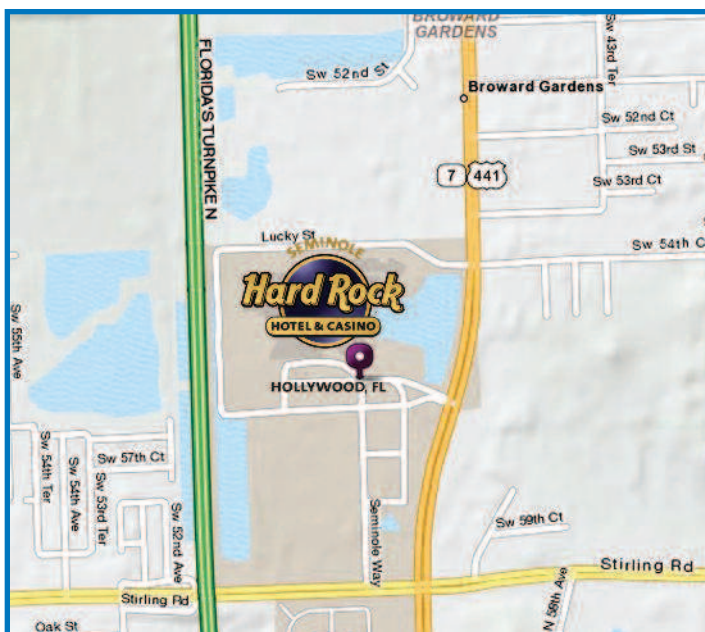 BROWARD
GARDENS
Sw 52nd St
Sw 43rd Ter
Broward Gardens
Sw 52nd Ct
Sw 53rd St
7
441
Sw 53rd Ct
FLORIDA'S TURNPIKE N
Lucky St
Sw 54th C
SEMINOLE
Hard Rock
HOTEL & CASINO
HOLLYWOOD, FL
Sw 55th Ave
Sw 54th Ter
Sw 54th Ave
Sw 53rd Ter
Sw 57th Ct
Sw 52nd Ave
Seminole Way
Sw 59th Ct
Stirling Rd
Stirling Rd
N 58th Ave
Oak St